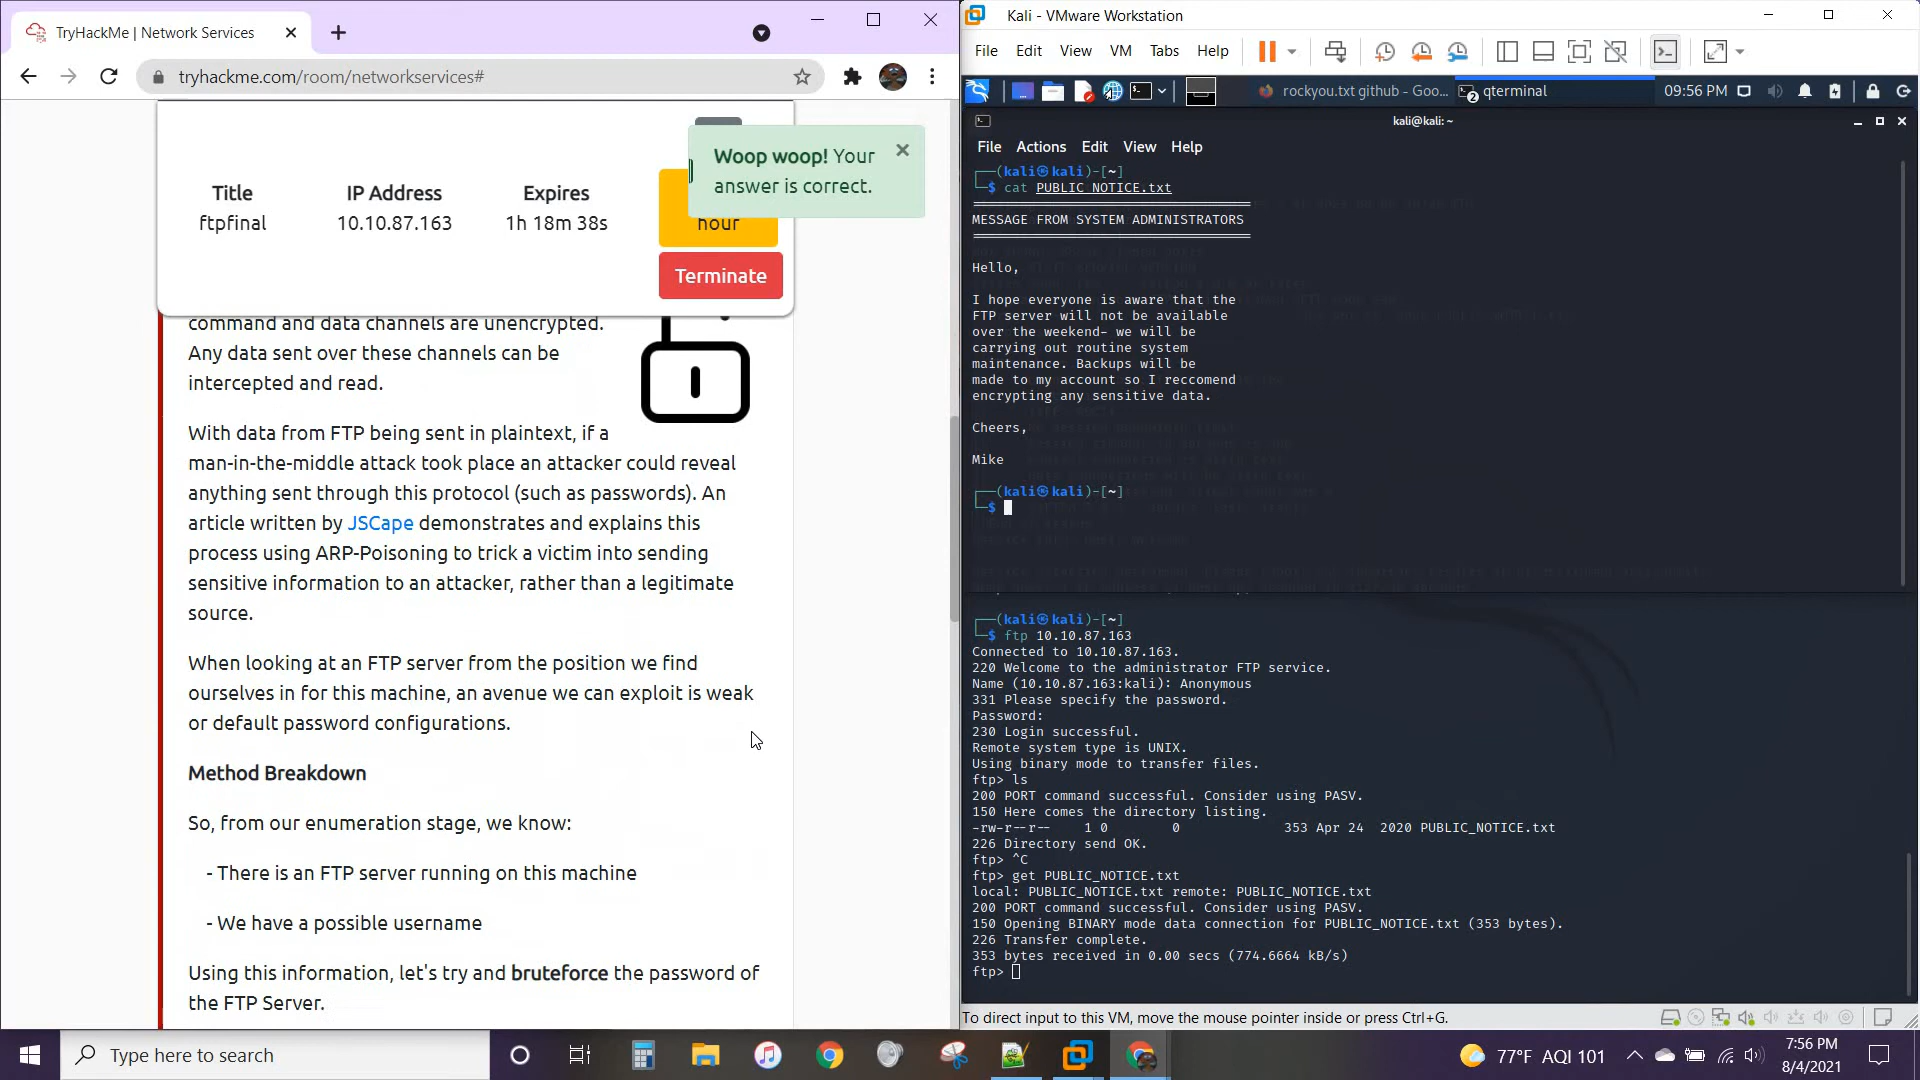 TryHackMe | Network Services
tryhackme.com/room/networkservices#
Woop woop! Your
answer is correct.
Title
IP Address
Expires
ftpfinal
10.10.87.163
1h 18m 38s
hour
Terminate
command and data channels are unencrypted.
Any data sent over these channels can be
intercepted and read.
With data from FTP being sent in plaintext, if a
man-in-the-middle attack took place an attacker could reveal
anything sent through this protocol (such as passwords). An
article written by JSCape demonstrates and explains this
process using ARP-Poisoning to trick a victim into sending
sensitive information to an attacker, rather than a legitimate
source.
When looking at an FTP server from the position we find
ourselves in for this machine, an avenue we can exploit is weak
or default password configurations.
Method Breakdown
So, from our enumeration stage, we know:
- There is an FTP server running on this machine
- We have a possible username
Using this information, let's try and bruteforce the password of
the FTP Server.
Kali - VMware Workstation
File Edit View VM Tabs Help
rockyou.txt github - Goo... 2 qterminal 09:56 PM
kali@kali: ~
File Actions Edit View Help
┌──(kali㉿kali)-[~]
└─$ cat PUBLIC_NOTICE.txt
===================================
MESSAGE FROM SYSTEM ADMINISTRATORS
===================================
Hello,
I hope everyone is aware that the
FTP server will not be available
over the weekend- we will be
carrying out routine system
maintenance. Backups will be
made to my account so I reccomend
encrypting any sensitive data.
Cheers,
Mike
┌──(kali㉿kali)-[~]
└─$
┌──(kali㉿kali)-[~]
└─$ ftp 10.10.87.163
Connected to 10.10.87.163.
220 Welcome to the administrator FTP service.
Name (10.10.87.163:kali): Anonymous
331 Please specify the password.
Password:
230 Login successful.
Remote system type is UNIX.
Using binary mode to transfer files.
ftp> ls
200 PORT command successful. Consider using PASV.
150 Here comes the directory listing.
-rw-r--r-- 1 0 0 353 Apr 24 2020 PUBLIC_NOTICE.txt
226 Directory send OK.
ftp> ^C
ftp> get PUBLIC_NOTICE.txt
local: PUBLIC_NOTICE.txt remote: PUBLIC_NOTICE.txt
200 PORT command successful. Consider using PASV.
150 Opening BINARY mode data connection for PUBLIC_NOTICE.txt (353 bytes).
226 Transfer complete.
353 bytes received in 0.00 secs (774.6664 kB/s)
ftp>
To direct input to this VM, move the mouse pointer inside or press Ctrl+G.
Type here to search
77°F AQI 101
7:56 PM
8/4/2021